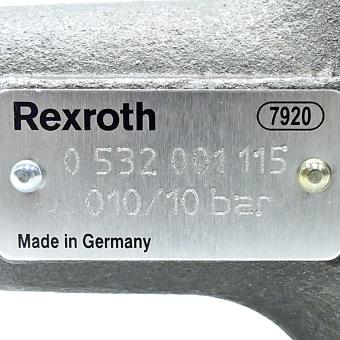 Rexroth 7920
0 532 001 115
010/10 bar
Made in Germany